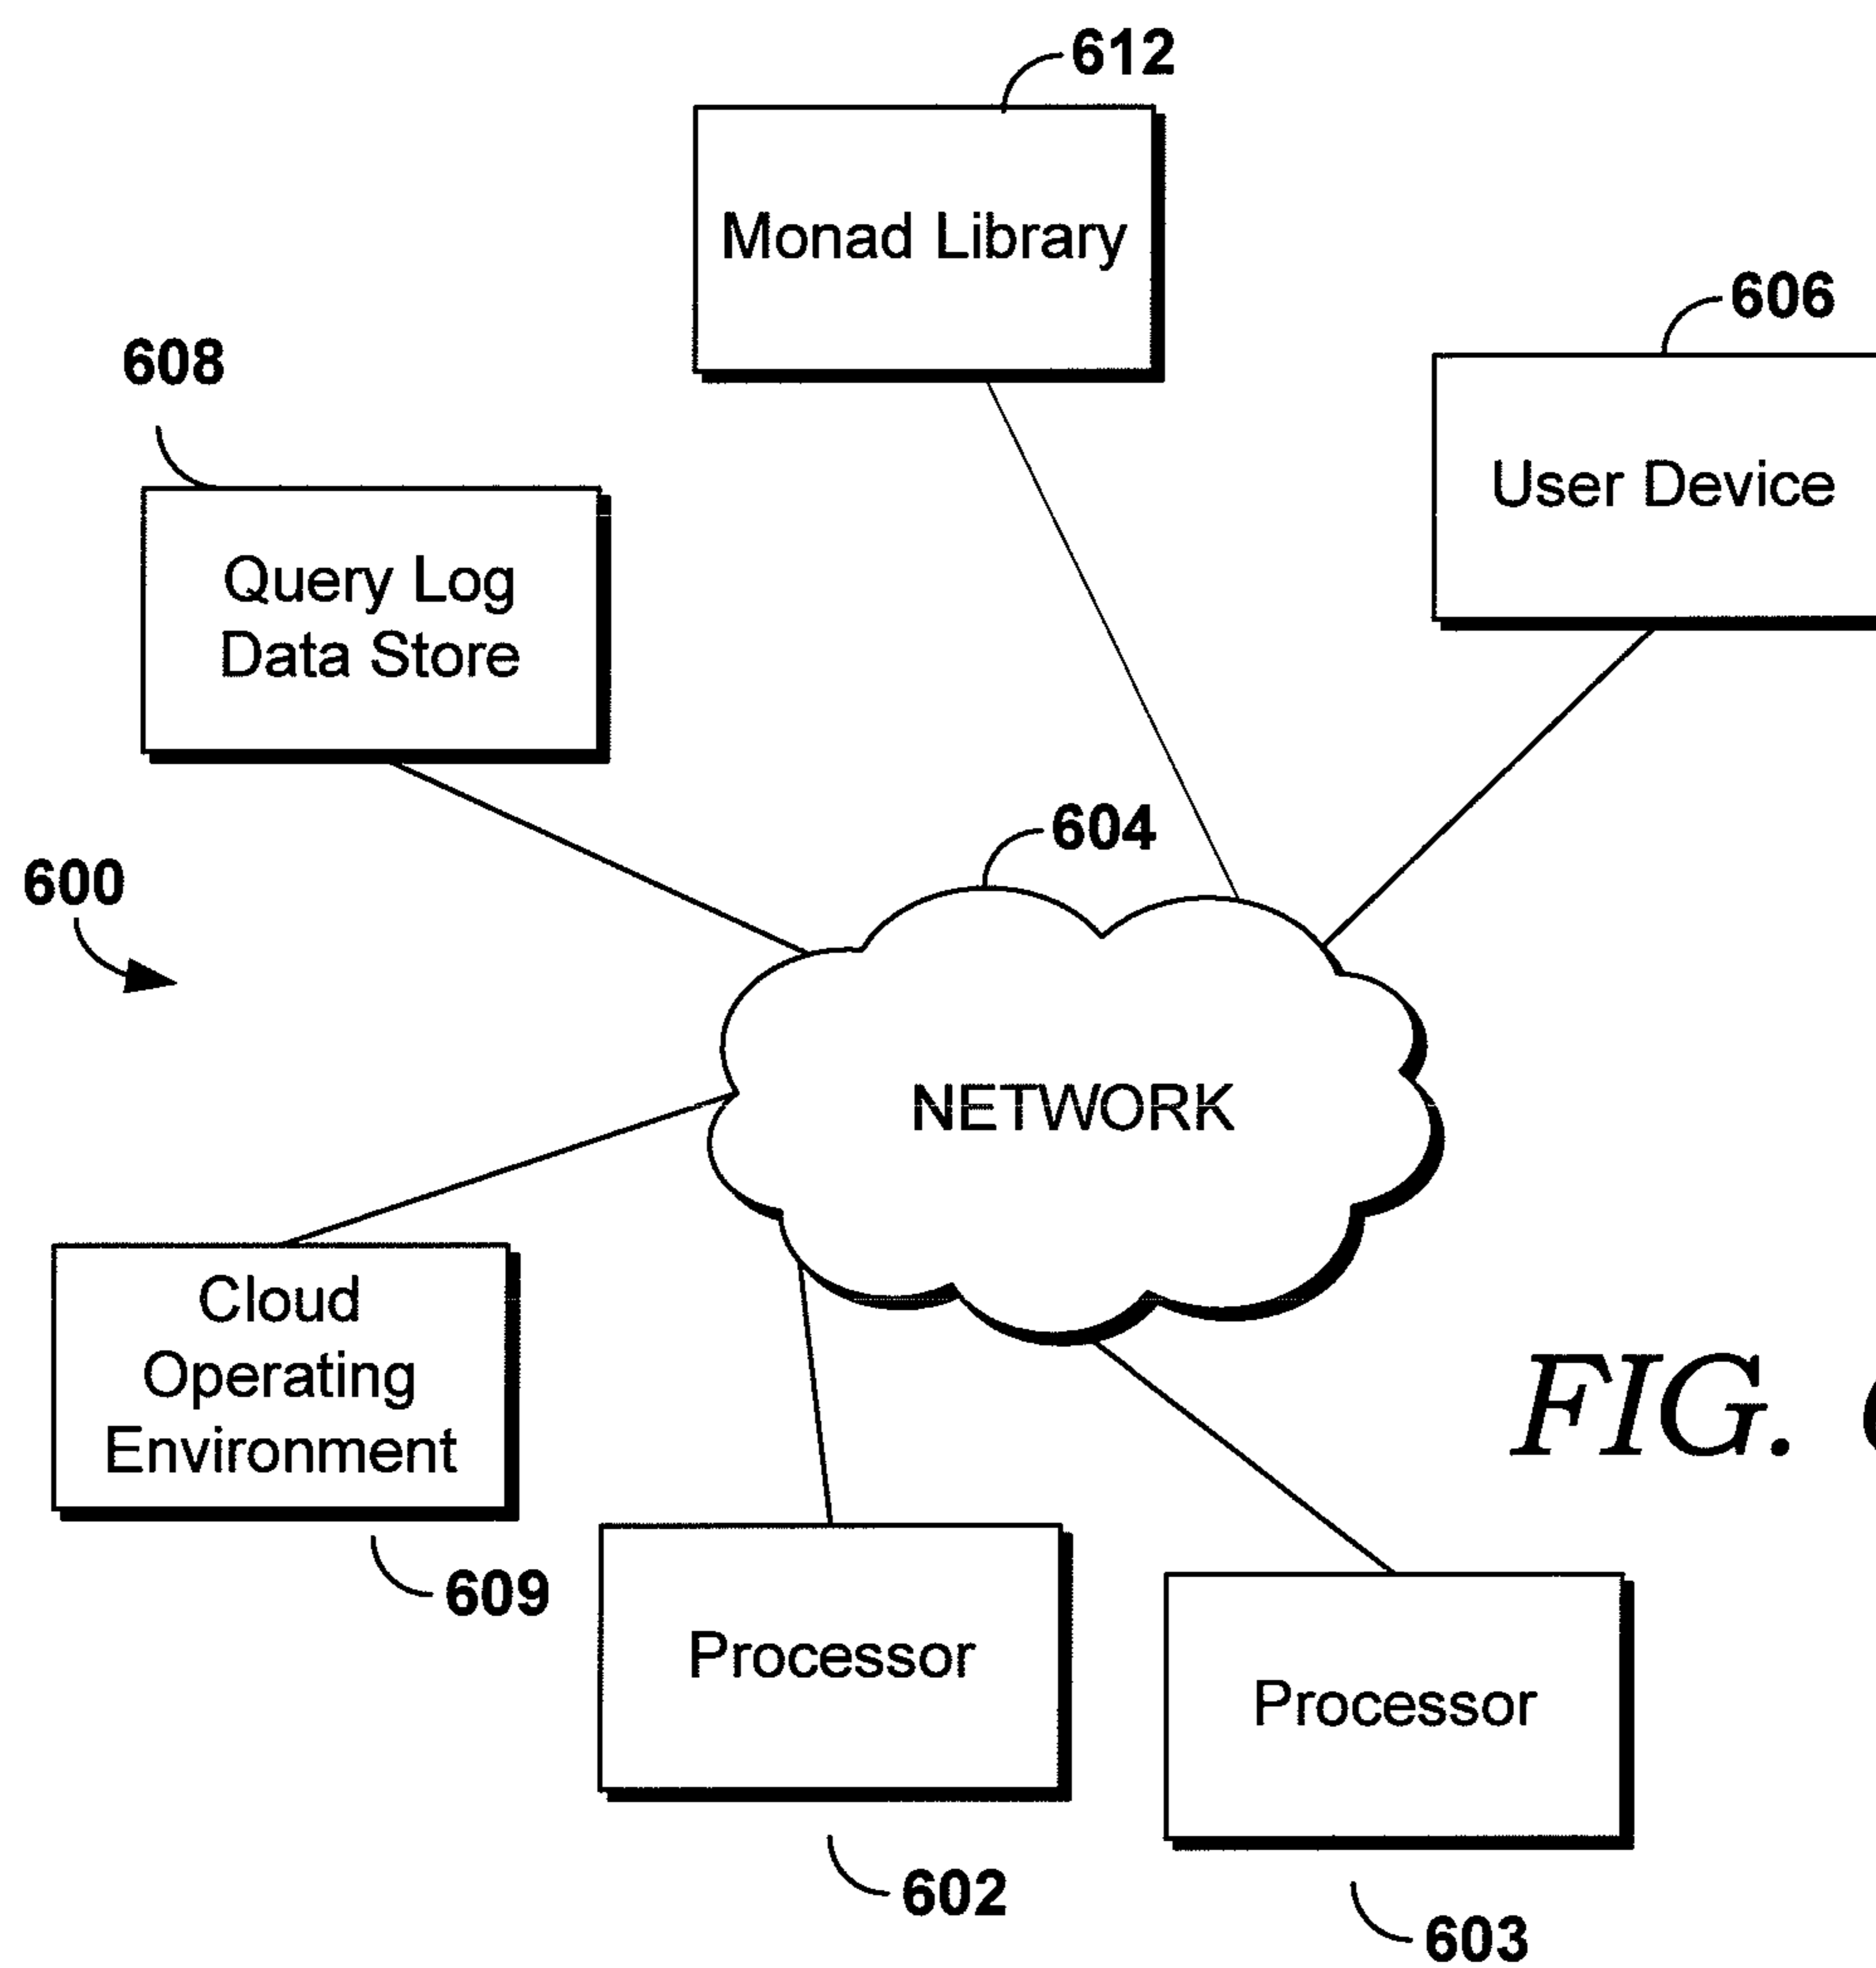 612
Monad Library
606
User Device
608
Query Log
Data Store
604
600
NETWORK
Cloud
Operating
Environment
609
FIG.
Processor
602
Processor
603